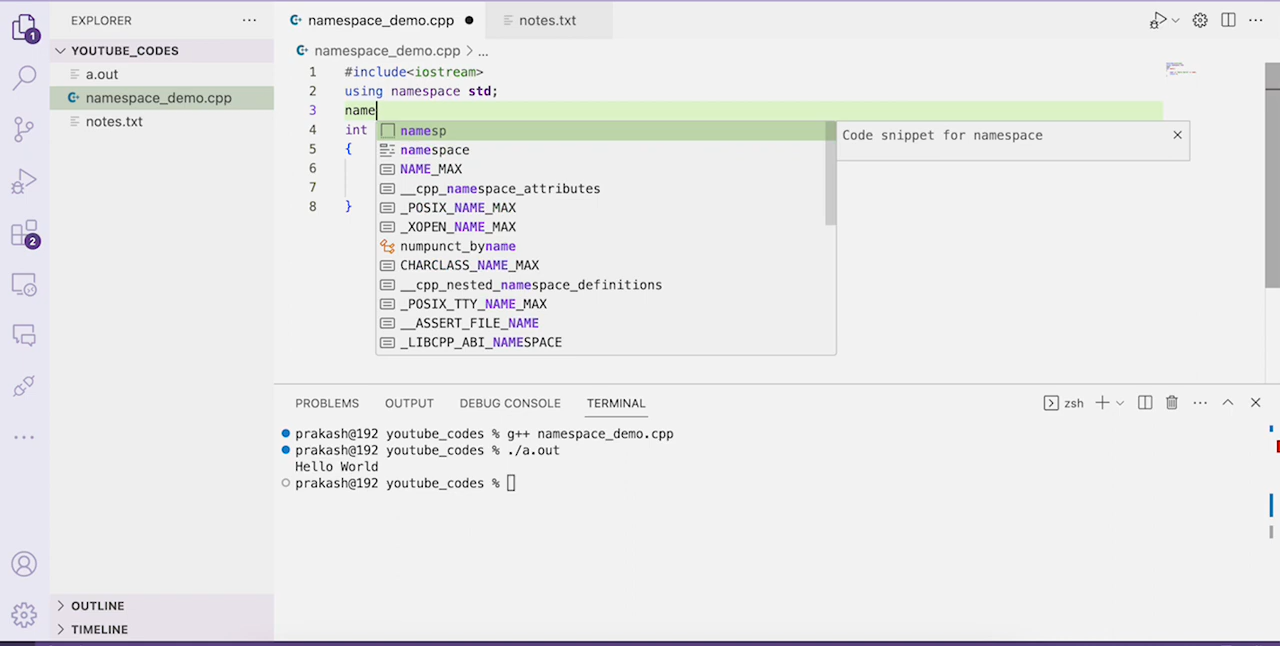 EXPLORER
YOUTUBE_CODES
a.out
namespace_demo.cpp
notes.txt
OUTLINE
TIMELINE
1
2
namespace_demo.cpp
notes.txt
namespace_demo.cpp > ...
1 #include<iostream>
2 using namespace std;
3 name
4 int
5 {
6
7
8 }
namesp
namespace
NAME_MAX
__cpp_namespace_attributes
_POSIX_NAME_MAX
_XOPEN_NAME_MAX
numpunct_byname
CHARCLASS_NAME_MAX
__cpp_nested_namespace_definitions
_POSIX_TTY_NAME_MAX
__ASSERT_FILE_NAME
_LIBCPP_ABI_NAMESPACE
Code snippet for namespace
PROBLEMS OUTPUT DEBUG CONSOLE TERMINAL
zsh
prakash@192 youtube_codes % g++ namespace_demo.cpp
prakash@192 youtube_codes % ./a.out
Hello World
prakash@192 youtube_codes %